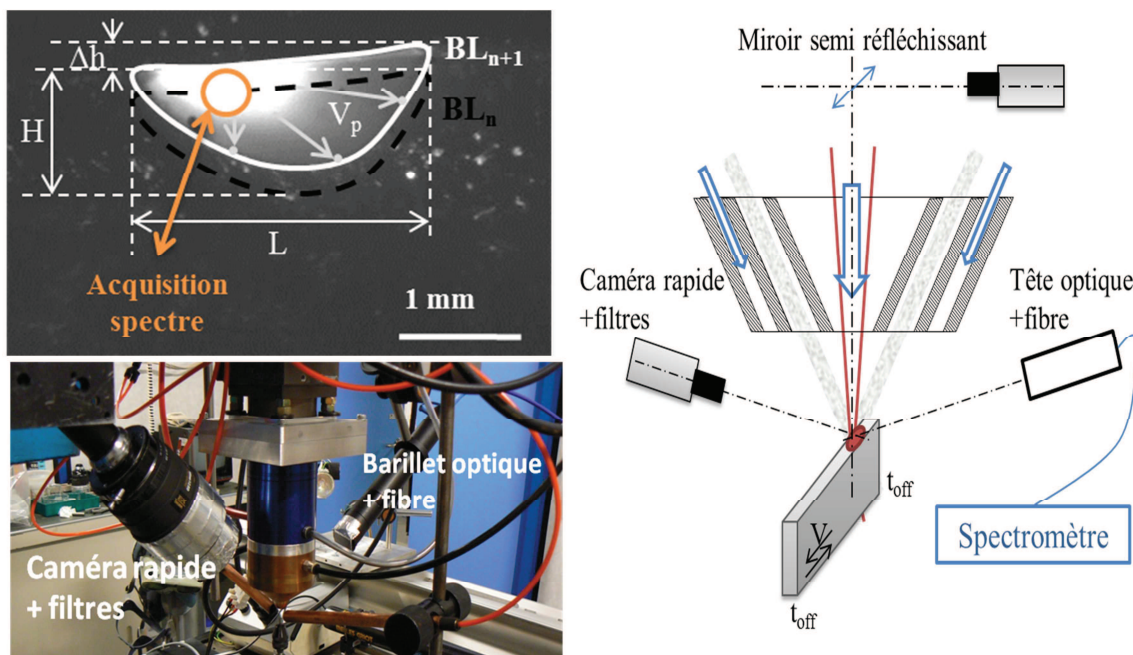 Δh
H
L
BLn+1
BLn
Vp
Acquisition
spectre
1 mm
Caméra rapide
+ filtres
Barillet optique
+ fibre
Miroir semi réfléchissant
Caméra rapide
+filtres
Tête optique
+fibre
toff
V
toff
Spectromètre